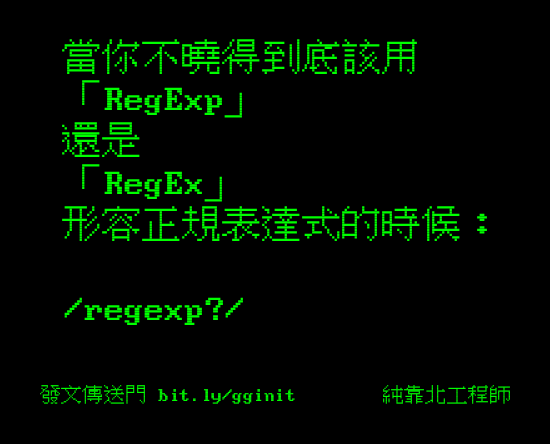 當你不曉得到底該用
「RegExp」
還是
「RegEx」
形容正規表達式的時候：
/regexp?/
發文傳送門 bit.ly/gginit 純靠北工程師